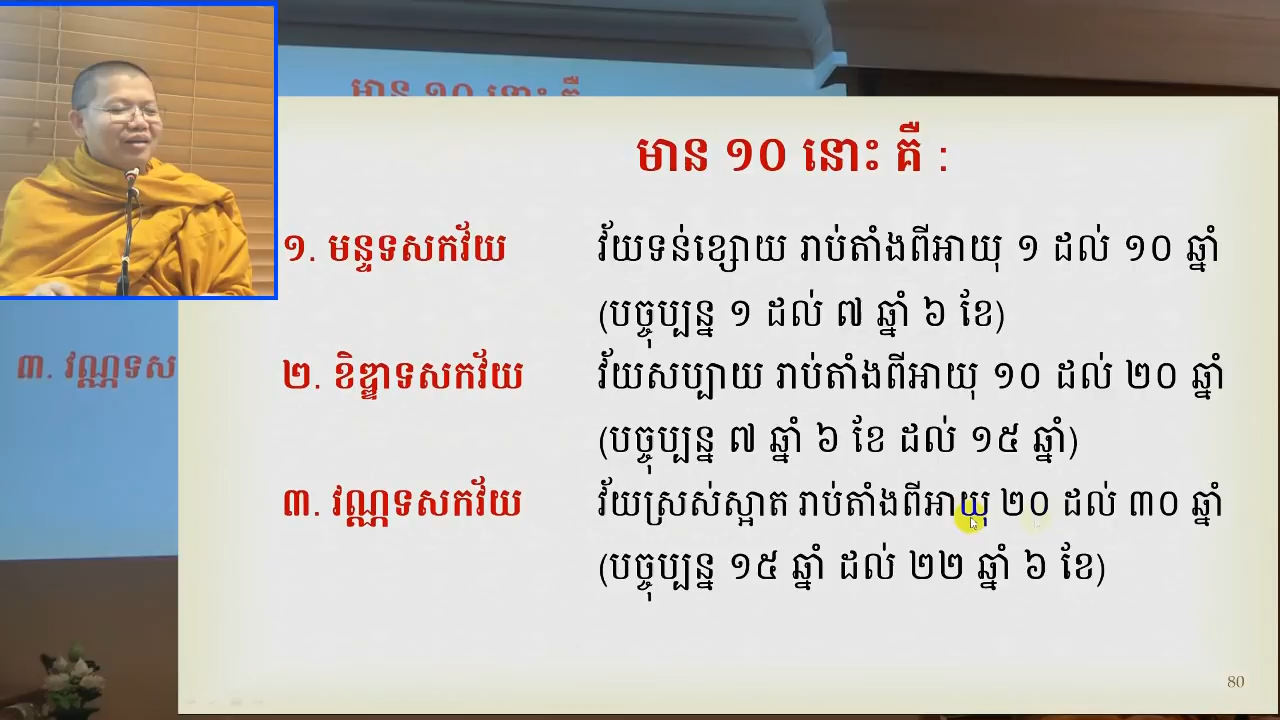 មាន ១០ នោះ គឺ
មាន ១០ នោះ គឺ :
១. មន្ទទសកវ័យ វ័យទន់ខ្សោយ រាប់តាំងពីអាយុ ១ ដល់ ១០ ឆ្នាំ
(បច្ចុប្បន្ន ១ ដល់ ៧ ឆ្នាំ ៦ ខែ)
៣. វណ្ណទស
២. ខិឌ្ឌាទសកវ័យ វ័យសប្បាយ រាប់តាំងពីអាយុ ១០ ដល់ ២០ ឆ្នាំ
(បច្ចុប្បន្ន ៧ ឆ្នាំ ៦ ខែ ដល់ ១៥ ឆ្នាំ)
៣. វណ្ណទសកវ័យ វ័យស្រស់ស្អាត រាប់តាំងពីអាយុ ២០ ដល់ ៣០ ឆ្នាំ
(បច្ចុប្បន្ន ១៥ ឆ្នាំ ដល់ ២២ ឆ្នាំ ៦ ខែ)
80